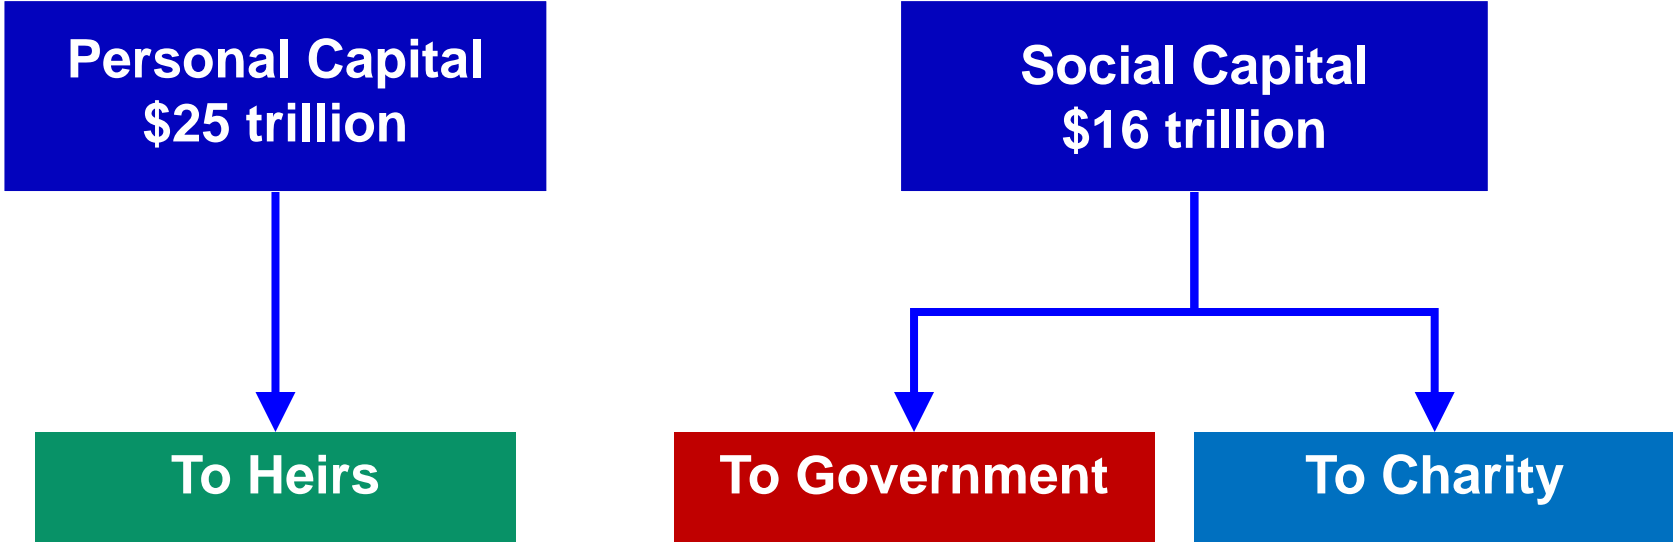 Personal Capital
$25 trillion
Social Capital
$16 trillion
To Heirs
To Government
To Charity